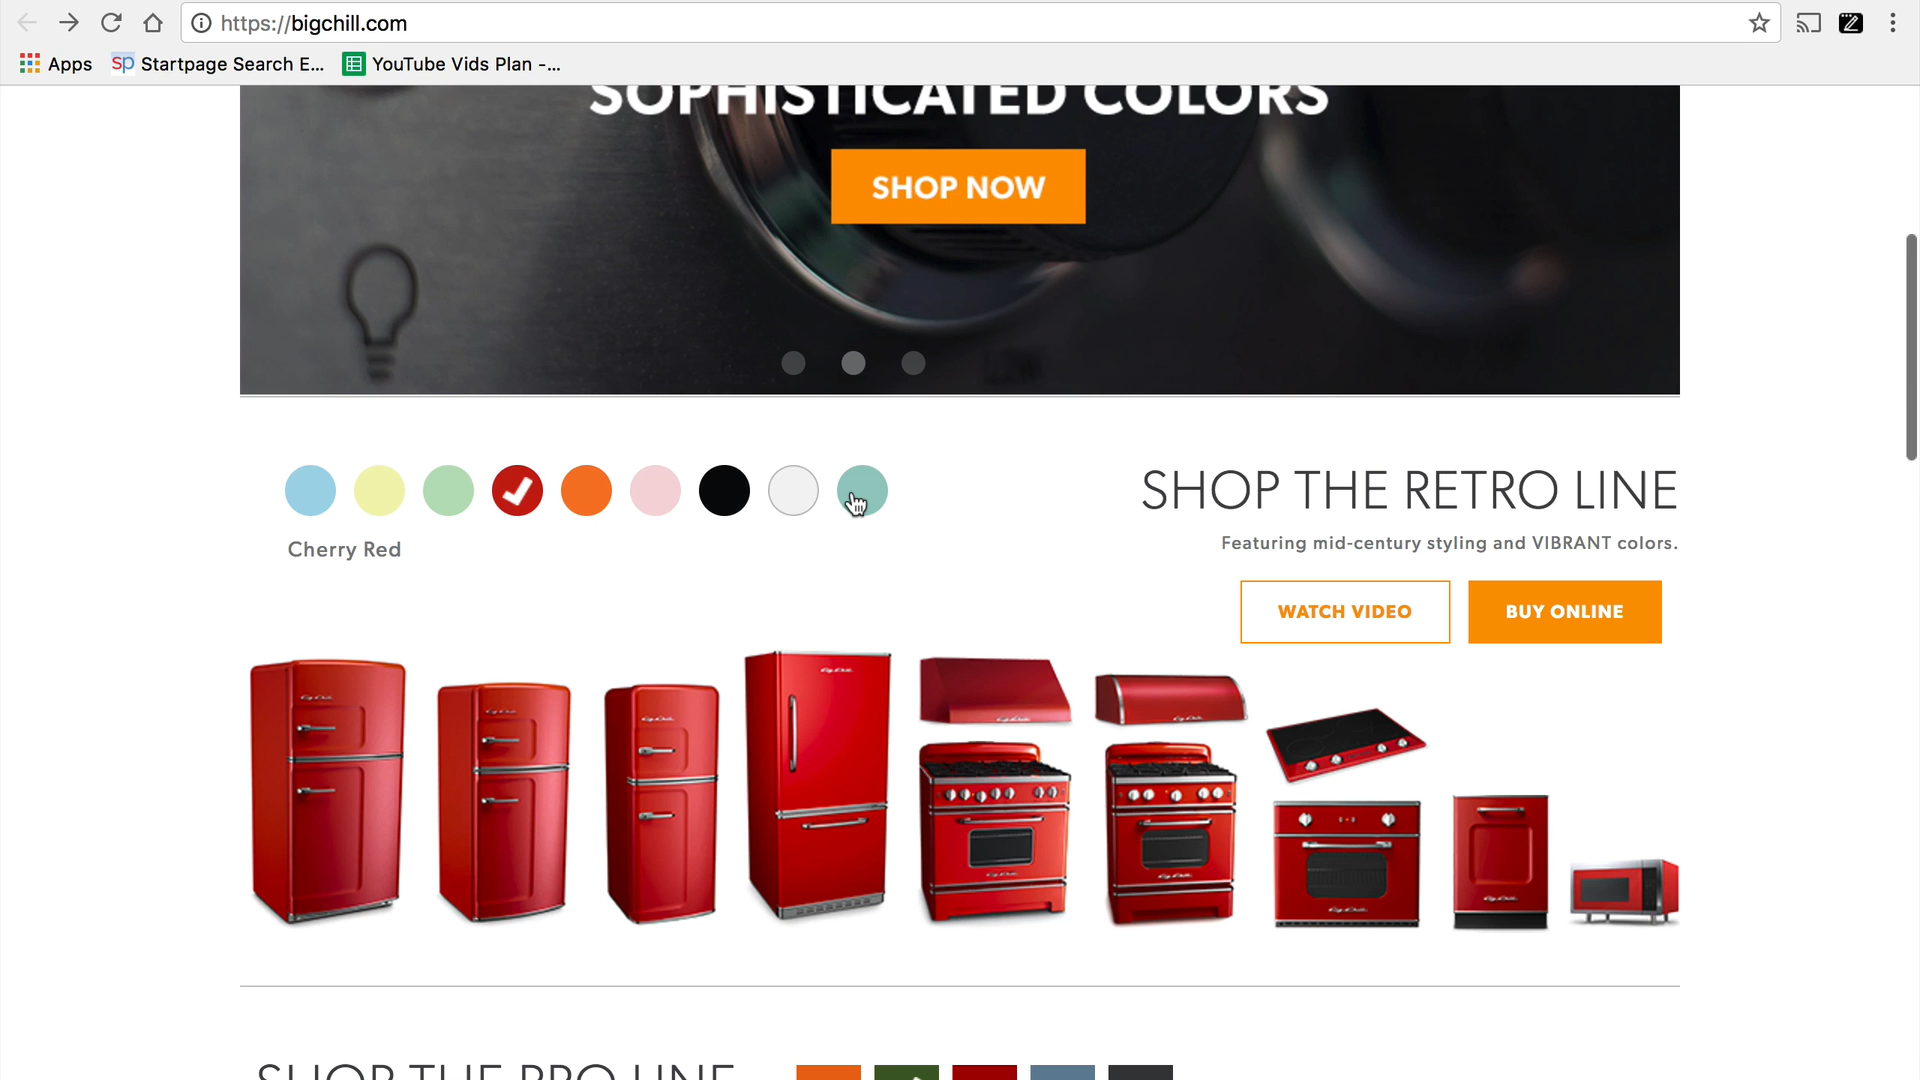 https://bigchill.com
Apps
Startpage Search E...
YouTube Vids Plan -...
SOPHISTICATED COLORS
SHOP NOW
Cherry Red
SHOP THE RETRO LINE
Featuring mid-century styling and VIBRANT colors.
WATCH VIDEO
BUY ONLINE
SHOP THE PRO LINE